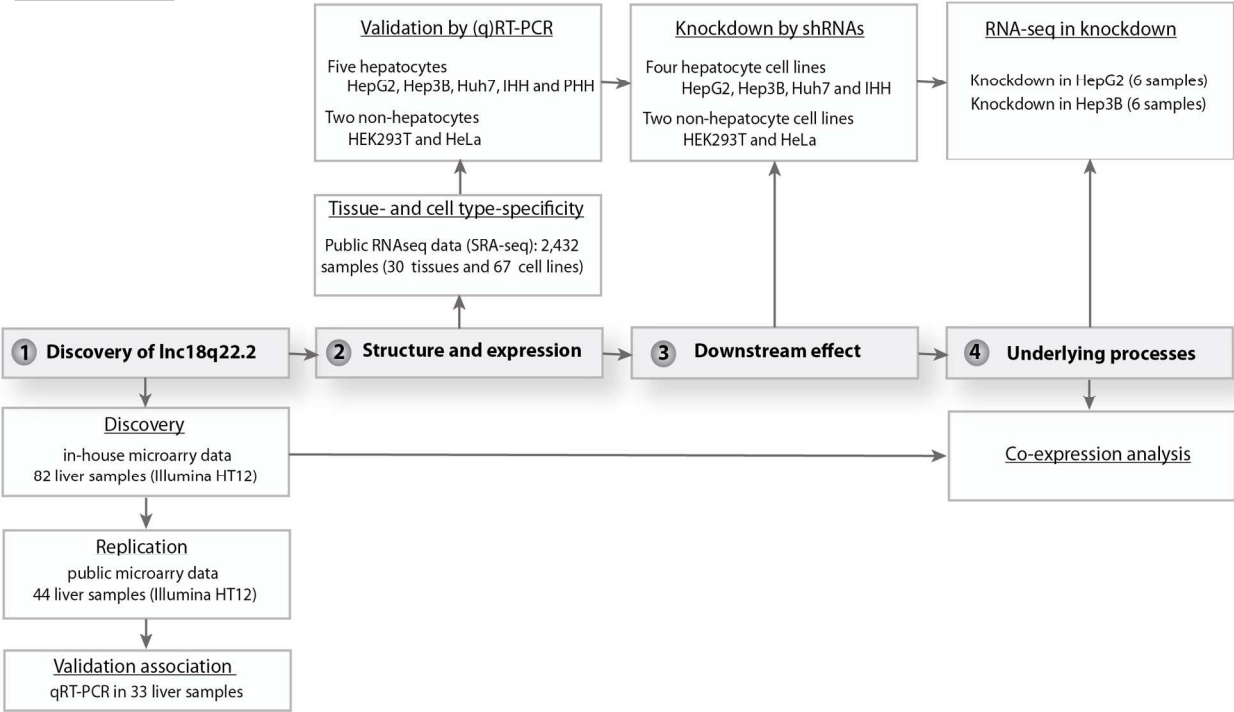 Validation by (q)RT-PCR
Five hepatocytes
HepG2, Hep3B, Huh7, IHH and PHH
Two non-hepatocytes
HEK293T and HeLa
Knockdown by shRNAs
Four hepatocyte cell lines
HepG2, Hep3B, Huh7 and IHH
Two non-hepatocyte cell lines
HEK293T and HeLa
RNA-seq in knockdown
Knockdown in HepG2 (6 samples)
Knockdown in Hep3B (6 samples)
Tissue- and cell type-specificity
Public RNAseq data (SRA-seq): 2,432
samples (30 tissues and 67 cell lines)
1 Discovery of lnc18q22.2
2 Structure and expression
3 Downstream effect
4 Underlying processes
Discovery
in-house microarry data
82 liver samples (Illumina HT12)
Co-expression analysis
Replication
public microarry data
44 liver samples (Illumina HT12)
Validation association
qRT-PCR in 33 liver samples